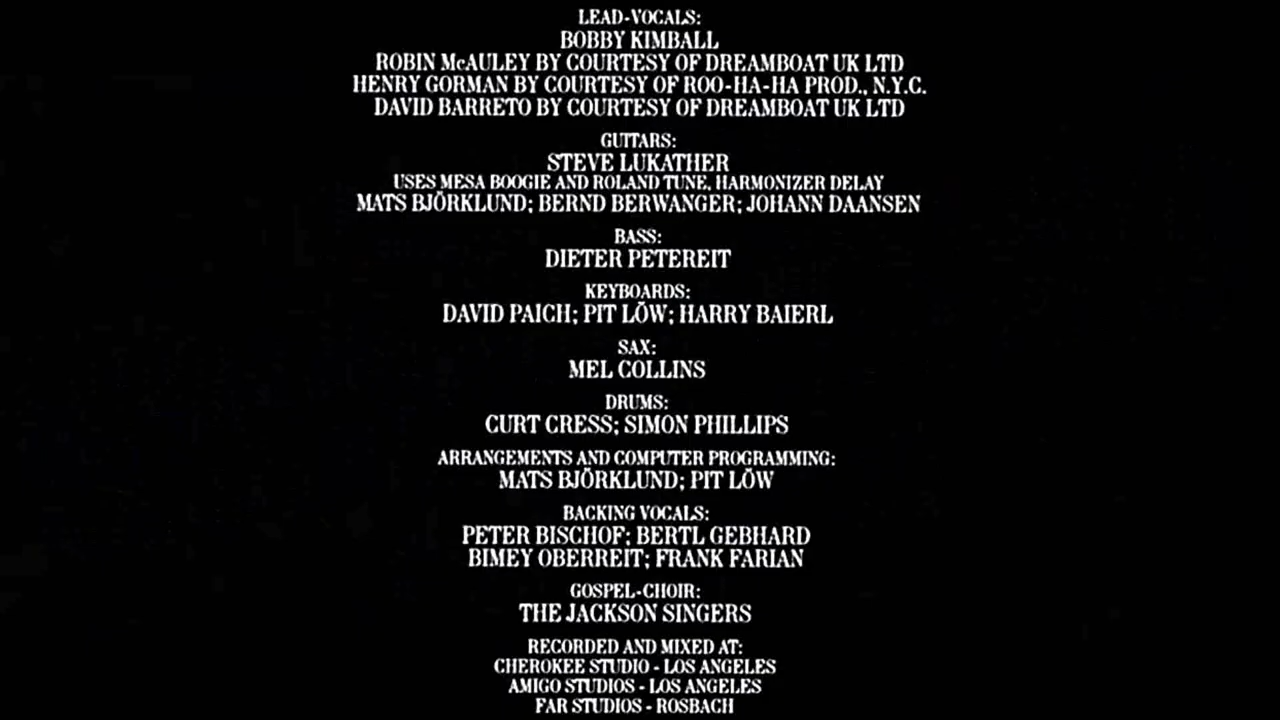 LEAD-VOCALS:
BOBBY KIMBALL
ROBIN McAULEY BY COURTESY OF DREAMBOAT UK LTD
HENRY GORMAN BY COURTESY OF ROO-HA-HA PROD., N.Y.C.
DAVID BARRETO BY COURTESY OF DREAMBOAT UK LTD
GUITARS:
STEVE LUKATHER
USES MESA BOOGIE AND ROLAND TUNE, HARMONIZER DELAY
MATS BJÖRKLUND; BERND BERWANGER; JOHANN DAANSEN
BASS:
DIETER PETEREIT
KEYBOARDS:
DAVID PAICH; PIT LÖW; HARRY BAIERL
SAX:
MEL COLLINS
DRUMS:
CURT CRESS; SIMON PHILLIPS
ARRANGEMENTS AND COMPUTER PROGRAMMING:
MATS BJÖRKLUND; PIT LÖW
BACKING VOCALS:
PETER BISCHOF; BERTL GEBHARD
BIMEY OBERREIT; FRANK FARIAN
GOSPEL-CHOIR:
THE JACKSON SINGERS
RECORDED AND MIXED AT:
CHEROKEE STUDIO - LOS ANGELES
AMIGO STUDIOS - LOS ANGELES
FAR STUDIOS - ROSBACH